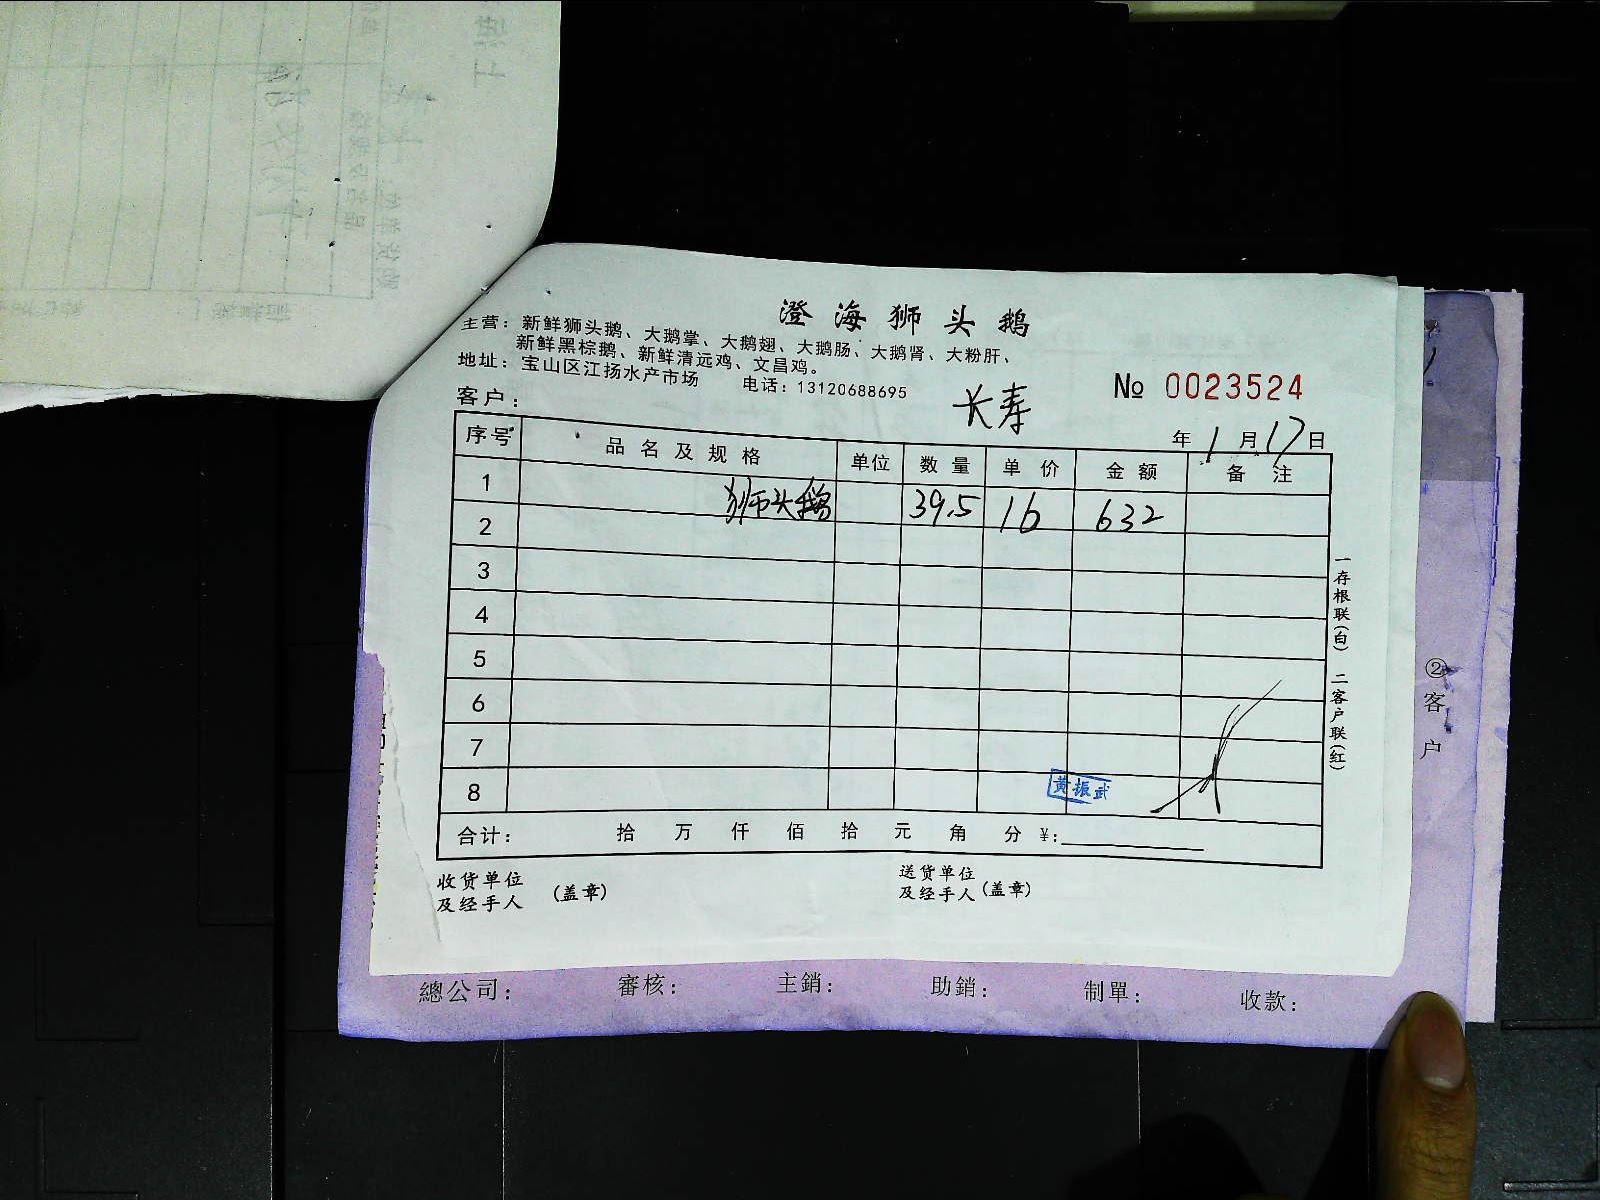 澄海狮头鹅
主营：新鲜狮头鹅、大鹅掌、大鹅翅、大鹅肠、大鹅肾、大粉肝、
新鲜黑棕鹅、新鲜清远鸡、文昌鸡。
地址：宝山区江扬水产市场 电话：13120688695
客户： 长寿 № 0023524
年 1 月 17 日
序号 品名及规格 单位 数量 单价 金额 备注
1 狮头鹅 39.5 16 632
2
3
4
5
6
7
8
黄振武
合计： 拾 万 仟 佰 拾 元 角 分 ¥:
收货单位
及经手人 (盖章)
送货单位
及经手人 (盖章)
一存根联(白) 二客户联(红)
②客户
總公司： 審核： 主銷： 助銷： 制單： 收款：